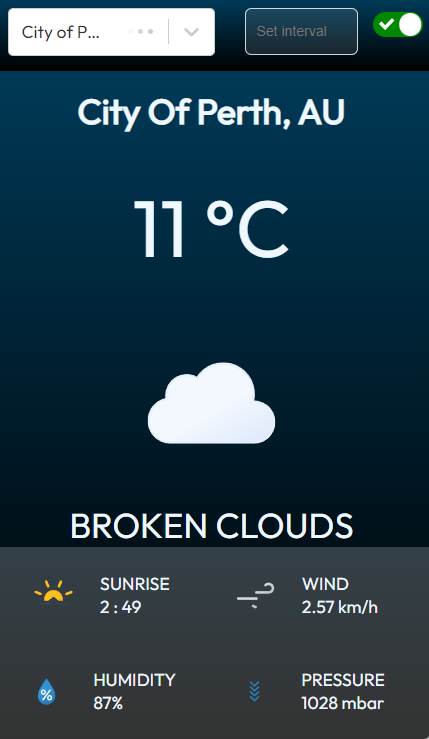 City of P...
Set interval
City Of Perth, AU
11 °C
BROKEN CLOUDS
SUNRISE
2 : 49
WIND
2.57 km/h
%
HUMIDITY
87%
PRESSURE
1028 mbar